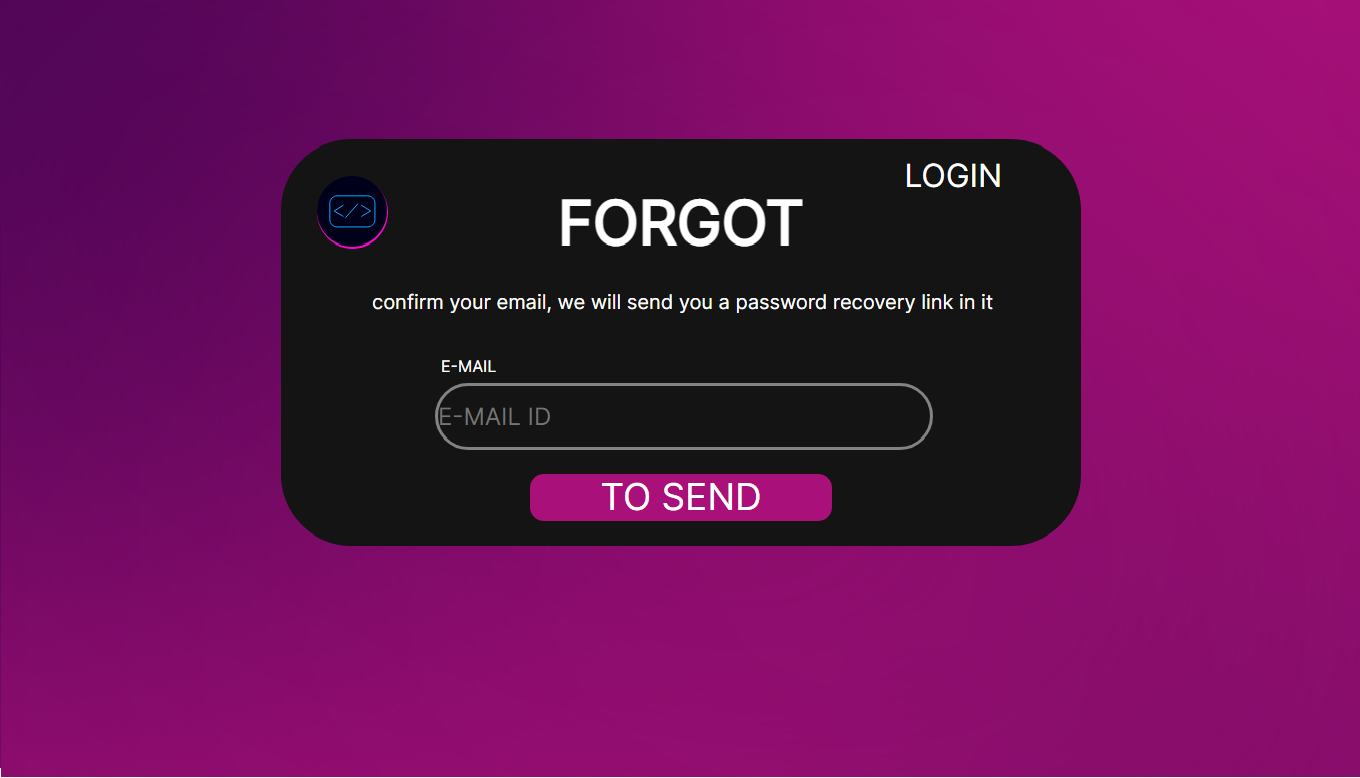 LOGIN
</>
FORGOT
confirm your email, we will send you a password recovery link in it
E-MAIL
E-MAIL ID
TO SEND